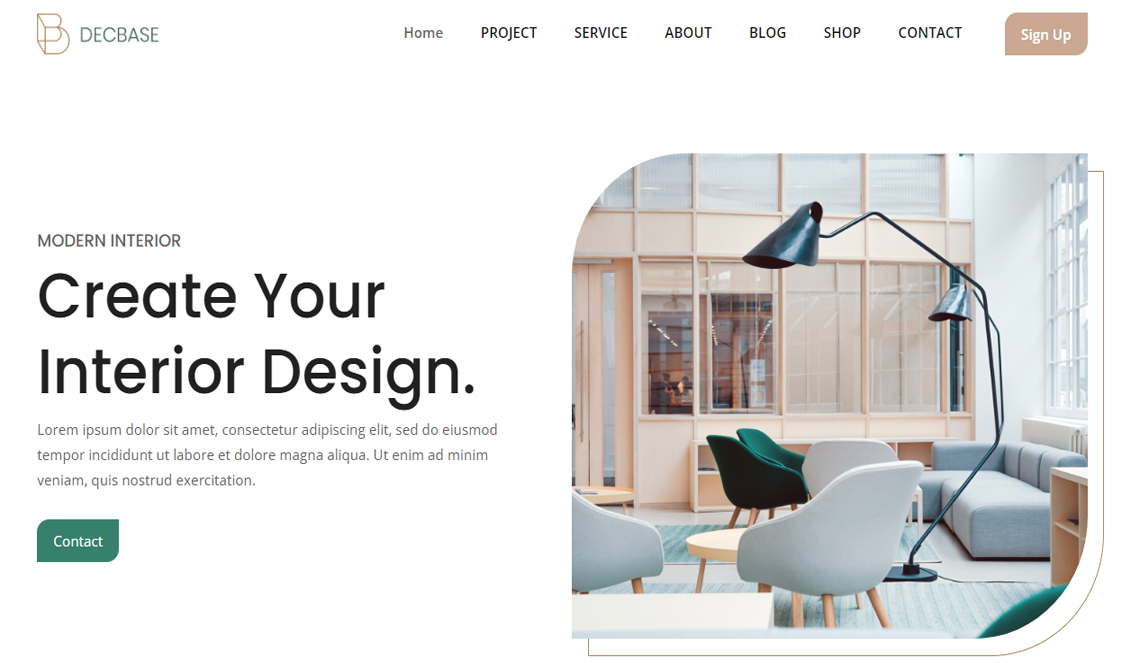 DECBASE
Home PROJECT SERVICE ABOUT BLOG SHOP CONTACT Sign Up
MODERN INTERIOR
Create Your
Interior Design.
Lorem ipsum dolor sit amet, consectetur adipiscing elit, sed do eiusmod
tempor incididunt ut labore et dolore magna aliqua. Ut enim ad minim
veniam, quis nostrud exercitation.
Contact